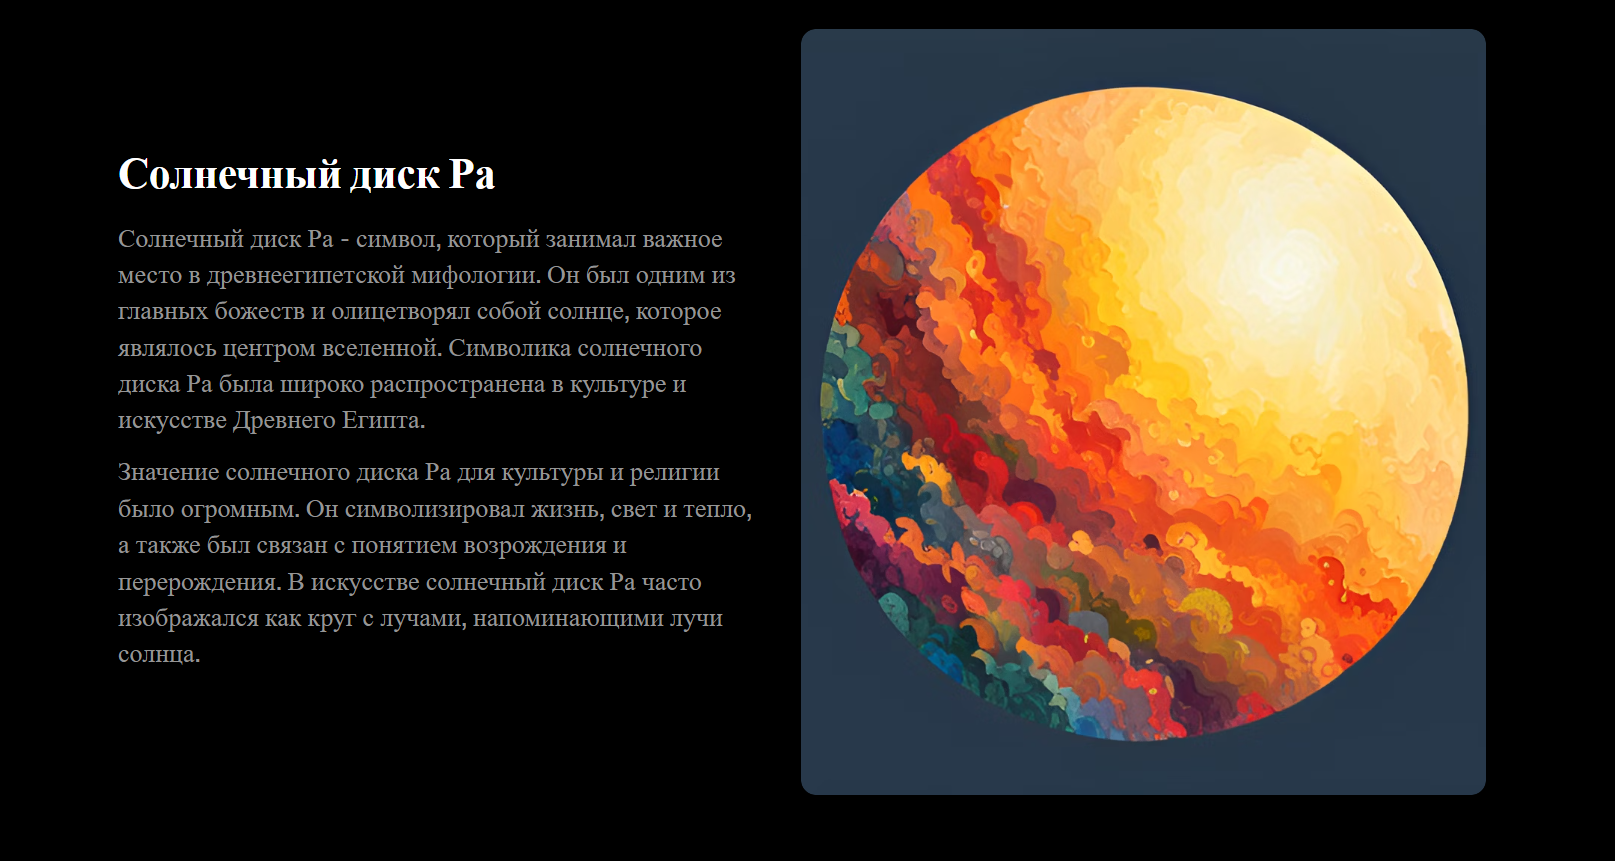 Солнечный диск Ра
Солнечный диск Ра - символ, который занимал важное
место в древнеегипетской мифологии. Он был одним из
главных божеств и олицетворял собой солнце, которое
являлось центром вселенной. Символика солнечного
диска Ра была широко распространена в культуре и
искусстве Древнего Египта.
Значение солнечного диска Ра для культуры и религии
было огромным. Он символизировал жизнь, свет и тепло,
а также был связан с понятием возрождения и
перерождения. В искусстве солнечный диск Ра часто
изображался как круг с лучами, напоминающими лучи
солнца.